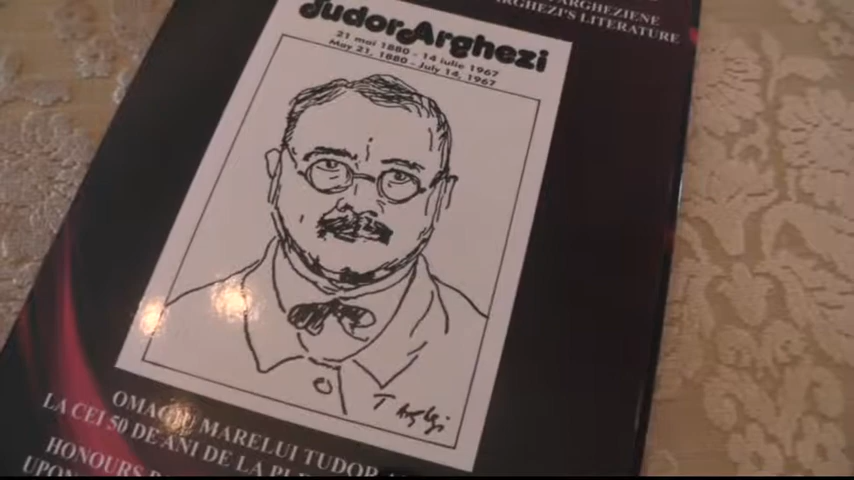 ARGHEZIENE
ARGHEZI'S LITERATURE
Tudor Arghezi
21 mai 1880 - 14 iulie 1967
May 21, 1880 - July 14, 1967
T Arghezi
OMAGIU MARELUI TUDOR
LA CEI 50 DE ANI DE LA
HONOURS
UPON